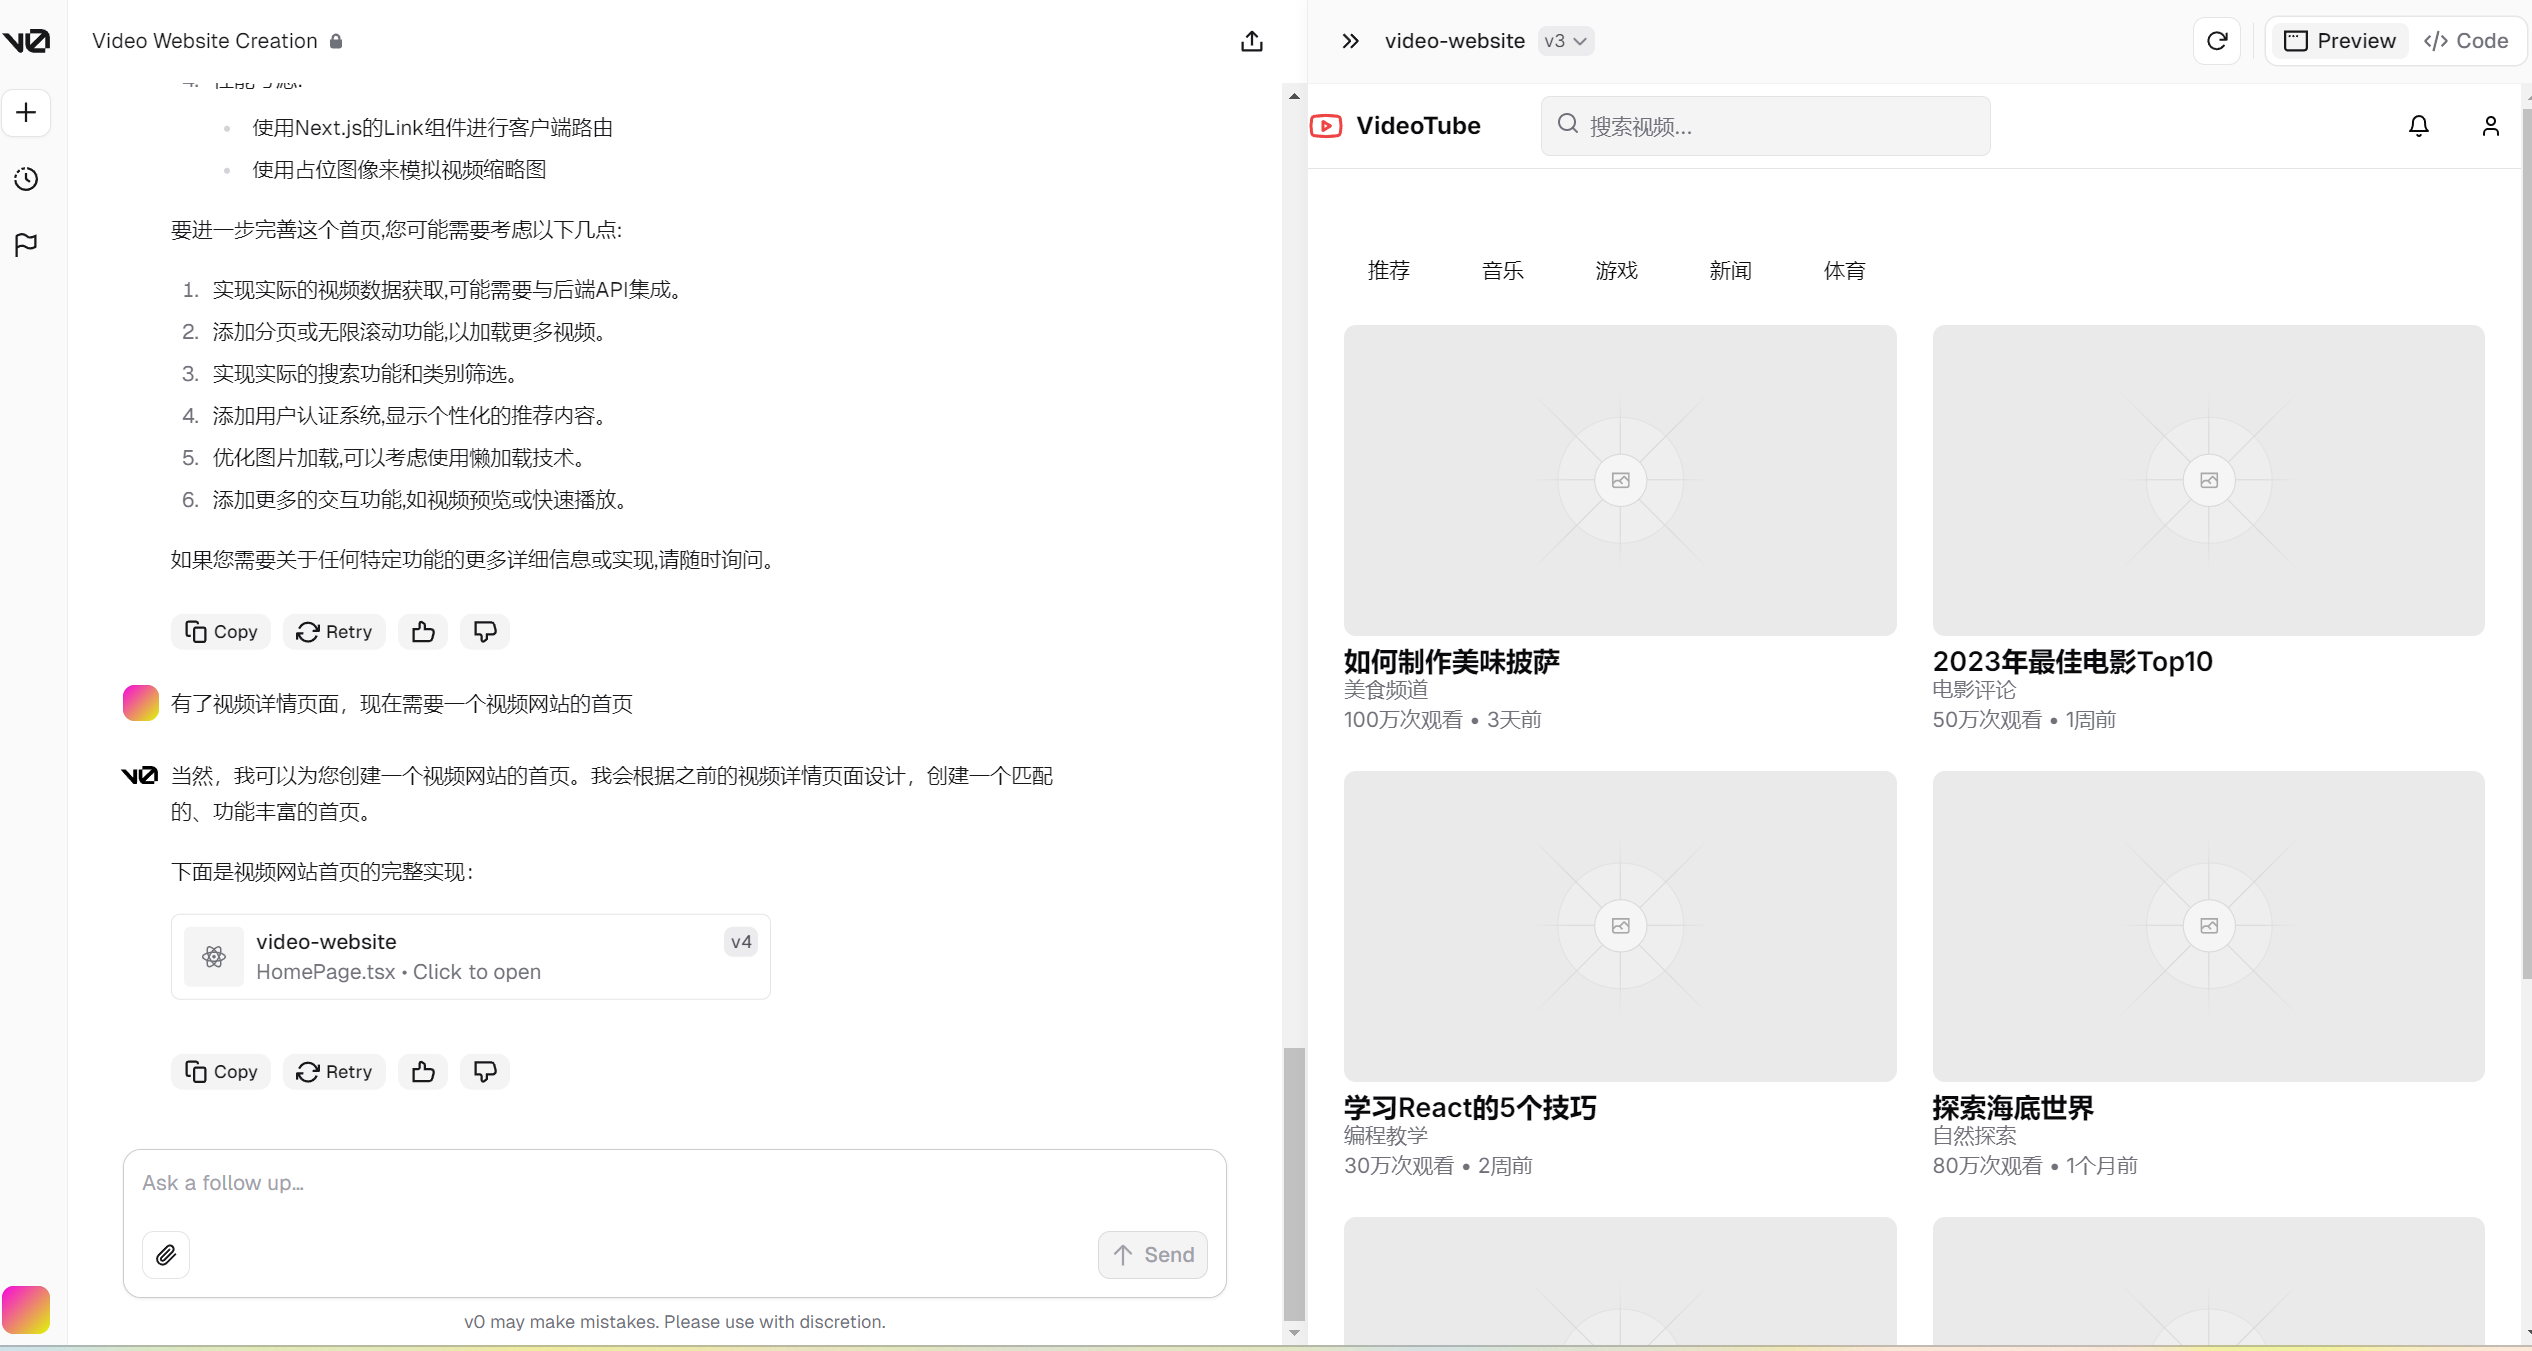 v0
Video Website Creation
4. 性能考虑:
使用Next.js的Link组件进行客户端路由
使用占位图像来模拟视频缩略图
要进一步完善这个首页,您可能需要考虑以下几点:
1. 实现实际的视频数据获取,可能需要与后端API集成。
2. 添加分页或无限滚动功能,以加载更多视频。
3. 实现实际的搜索功能和类别筛选。
4. 添加用户认证系统,显示个性化的推荐内容。
5. 优化图片加载,可以考虑使用懒加载技术。
6. 添加更多的交互功能,如视频预览或快速播放。
如果您需要关于任何特定功能的更多详细信息或实现,请随时询问。
Copy Retry
有了视频详情页面，现在需要一个视频网站的首页
v0 当然，我可以为您创建一个视频网站的首页。我会根据之前的视频详情页面设计，创建一个匹配
的、功能丰富的首页。
下面是视频网站首页的完整实现：
video-website v4
HomePage.tsx • Click to open
Copy Retry
Ask a follow up...
Send
v0 may make mistakes. Please use with discretion.
video-website v3
Preview </> Code
VideoTube
搜索视频...
推荐 音乐 游戏 新闻 体育
如何制作美味披萨
美食频道
100万次观看 • 3天前
2023年最佳电影Top10
电影评论
50万次观看 • 1周前
学习React的5个技巧
编程教学
30万次观看 • 2周前
探索海底世界
自然探索
80万次观看 • 1个月前